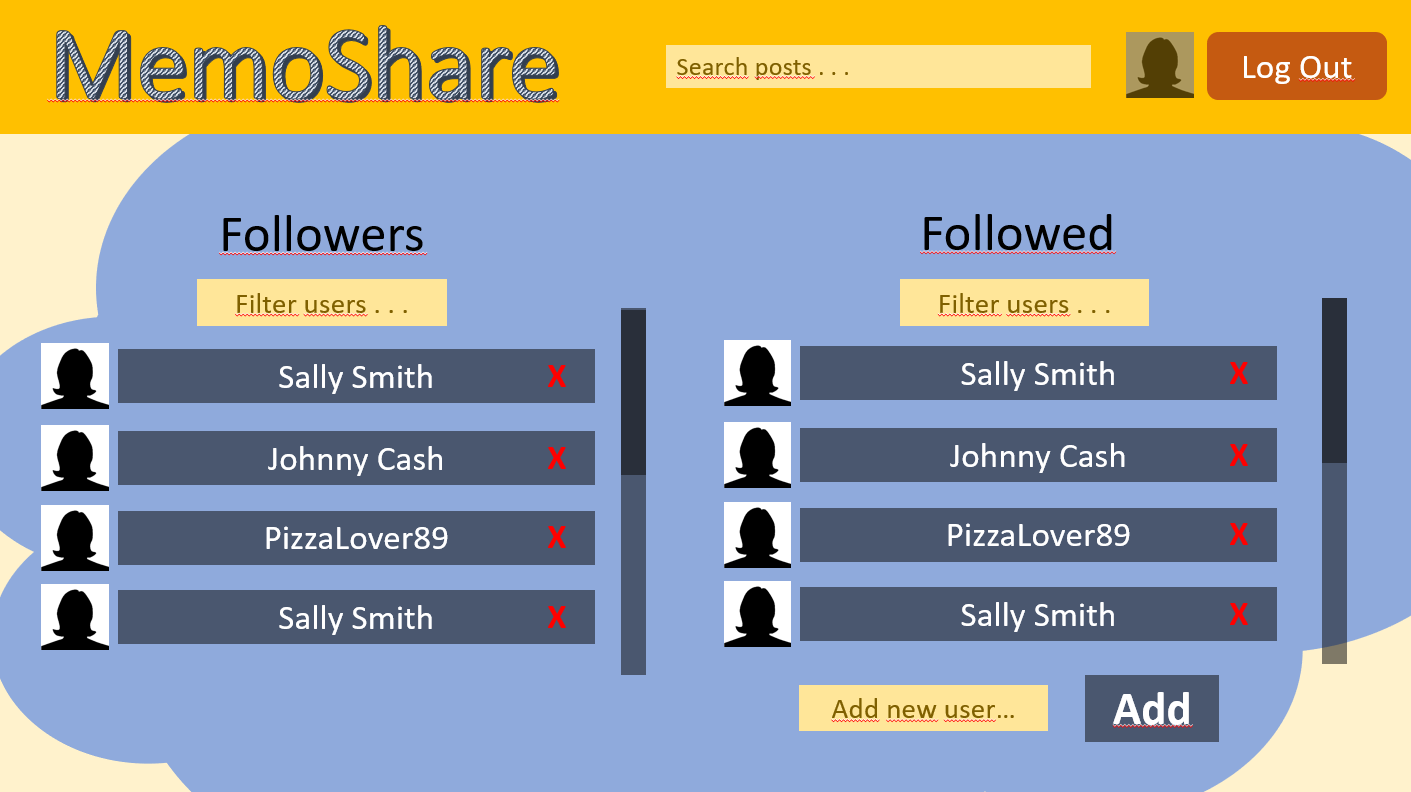 MemoShare
Search posts . . .
Log Out
Followers
Filter users . . .
Sally Smith X
Johnny Cash X
PizzaLover89 X
Sally Smith X
Followed
Filter users . . .
Sally Smith X
Johnny Cash X
PizzaLover89 X
Sally Smith X
Add new user...
Add